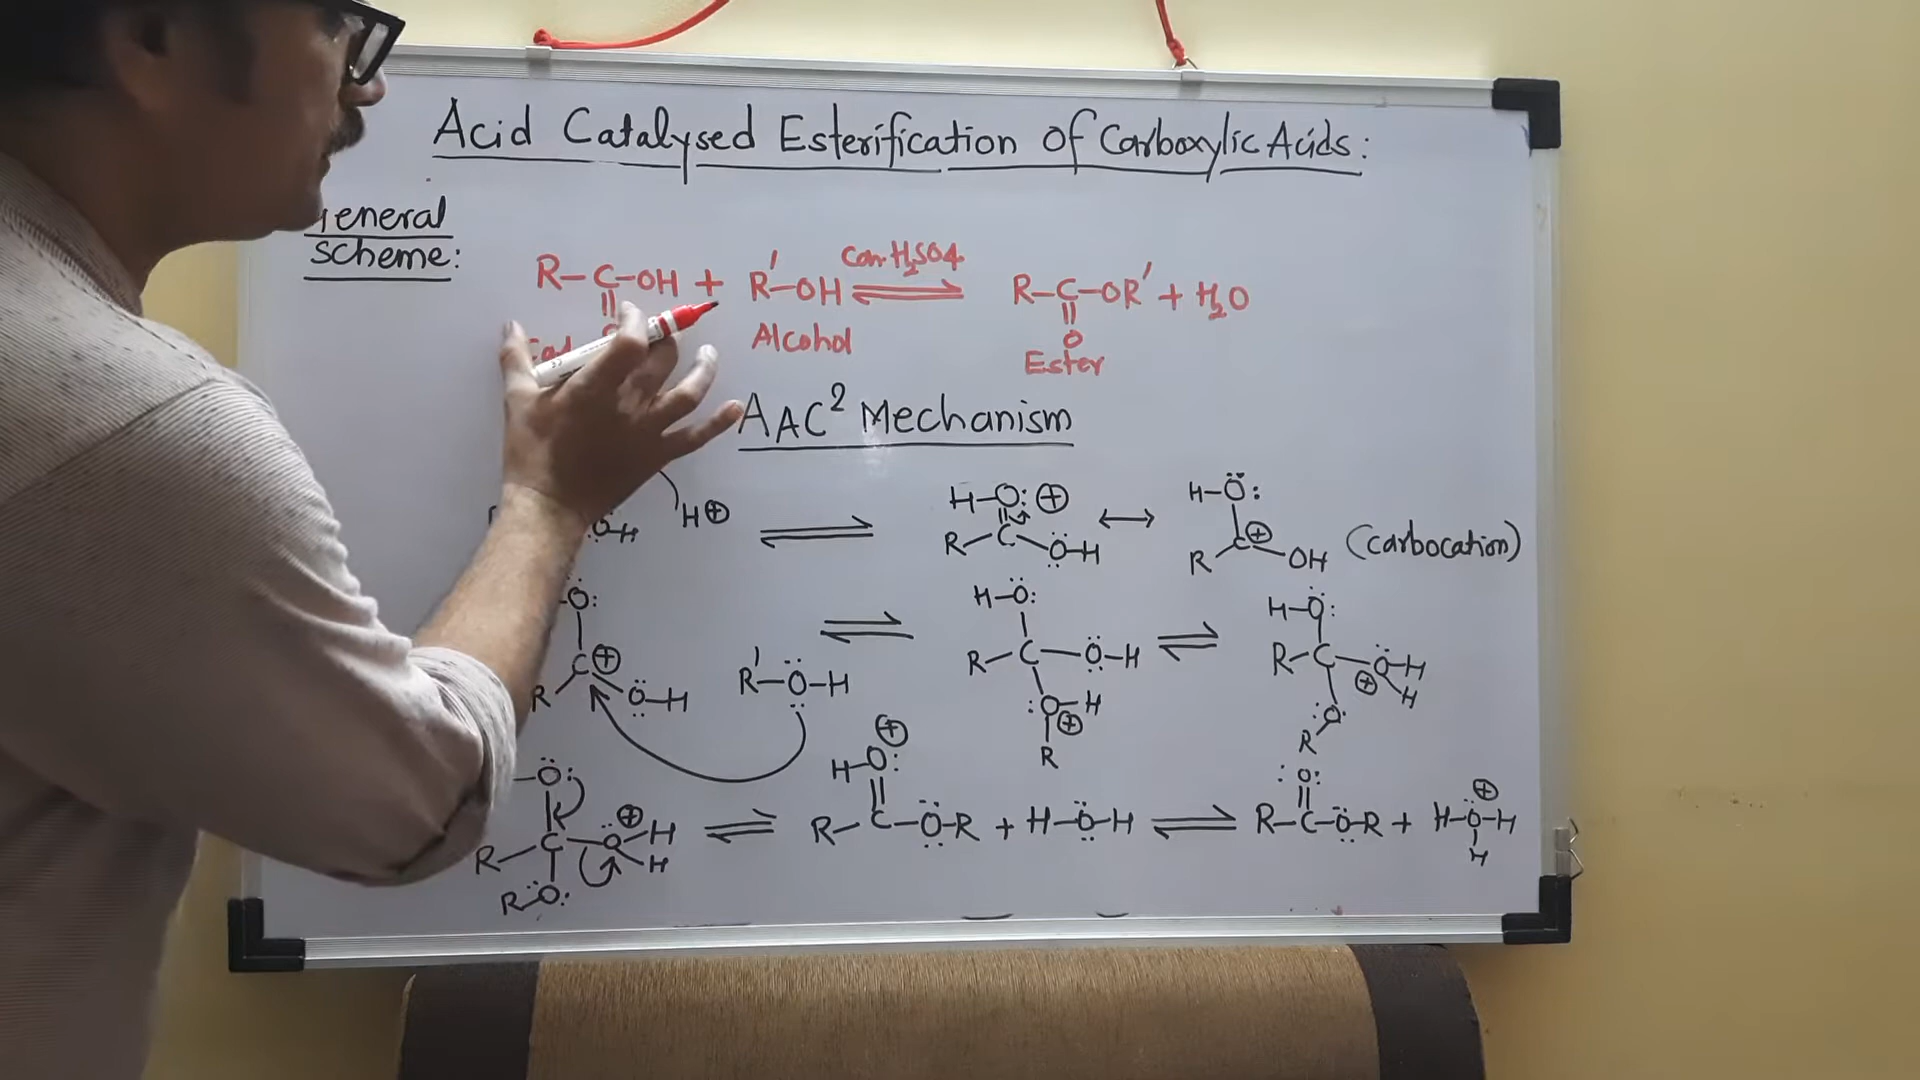 Acid Catalysed Esterification Of Carboxylic Acids:
eneral
scheme:
R–C–OH + R'–OH ⇌ R–C–OR' + H2O
Con. H2SO4
O
Alcohol
Ester
AAC2 Mechanism
H⊕ ⇌ H–O: ⊕ ↔ H–O:
O–H R–C–O–H R–C⊕–OH (carbocation)
O: ⇌ H–O: ⇌ H–O:
R C⊕ O–H R'–O–H R–C–O–H R–C–O–H
:O–H ⊕ R ⊕ H :O: R
O: H–O: ⊕ :O:
R–C–O–H ⊕ H ⇌ R–C–O–R + H–O–H ⇌ R–C–O–R + H–O–H ⊕
R–O: H